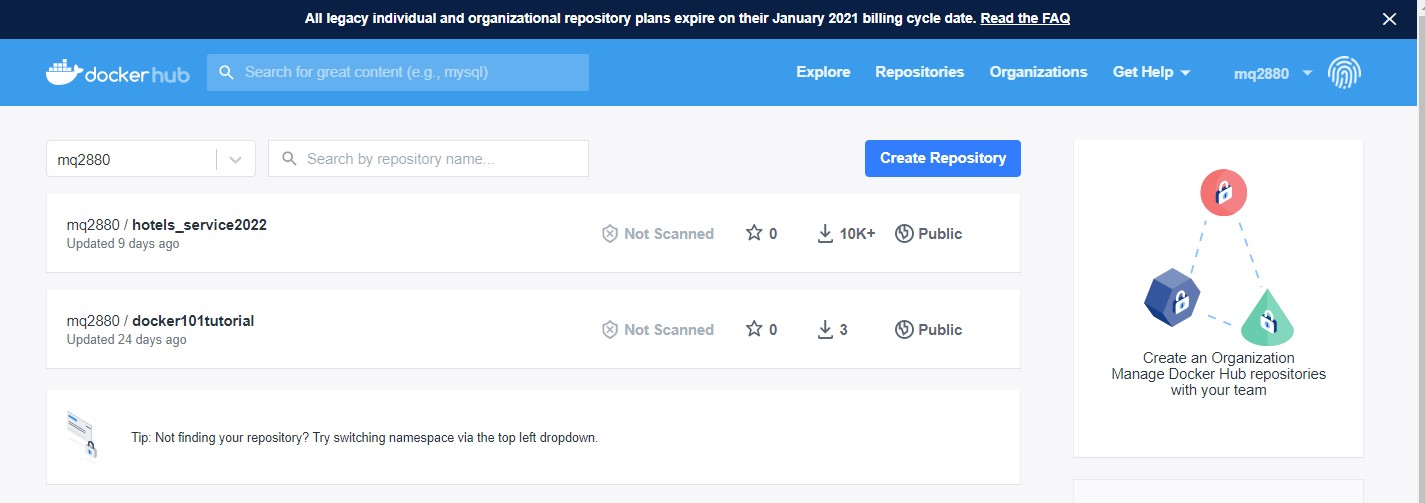 All legacy individual and organizational repository plans expire on their January 2021 billing cycle date. Read the FAQ
dockerhub
Search for great content (e.g., mysql)
Explore
Repositories
Organizations
Get Help
mq2880
mq2880
Search by repository name...
Create Repository
mq2880 / hotels_service2022
Updated 9 days ago
Not Scanned
0
10K+
Public
mq2880 / docker101tutorial
Updated 24 days ago
Not Scanned
0
3
Public
Tip: Not finding your repository? Try switching namespace via the top left dropdown.
Create an Organization
Manage Docker Hub repositories
with your team